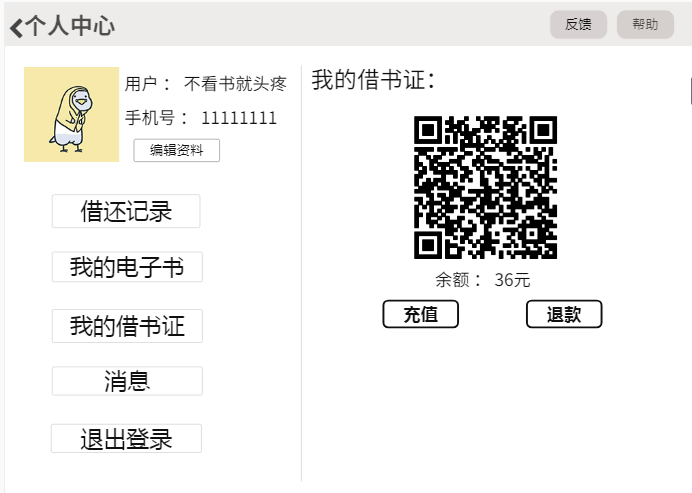 个人中心
反馈
帮助
用户： 不看书就头疼
手机号： 11111111
编辑资料
借还记录
我的电子书
我的借书证
消息
退出登录
我的借书证：
余额： 36元
充值
退款